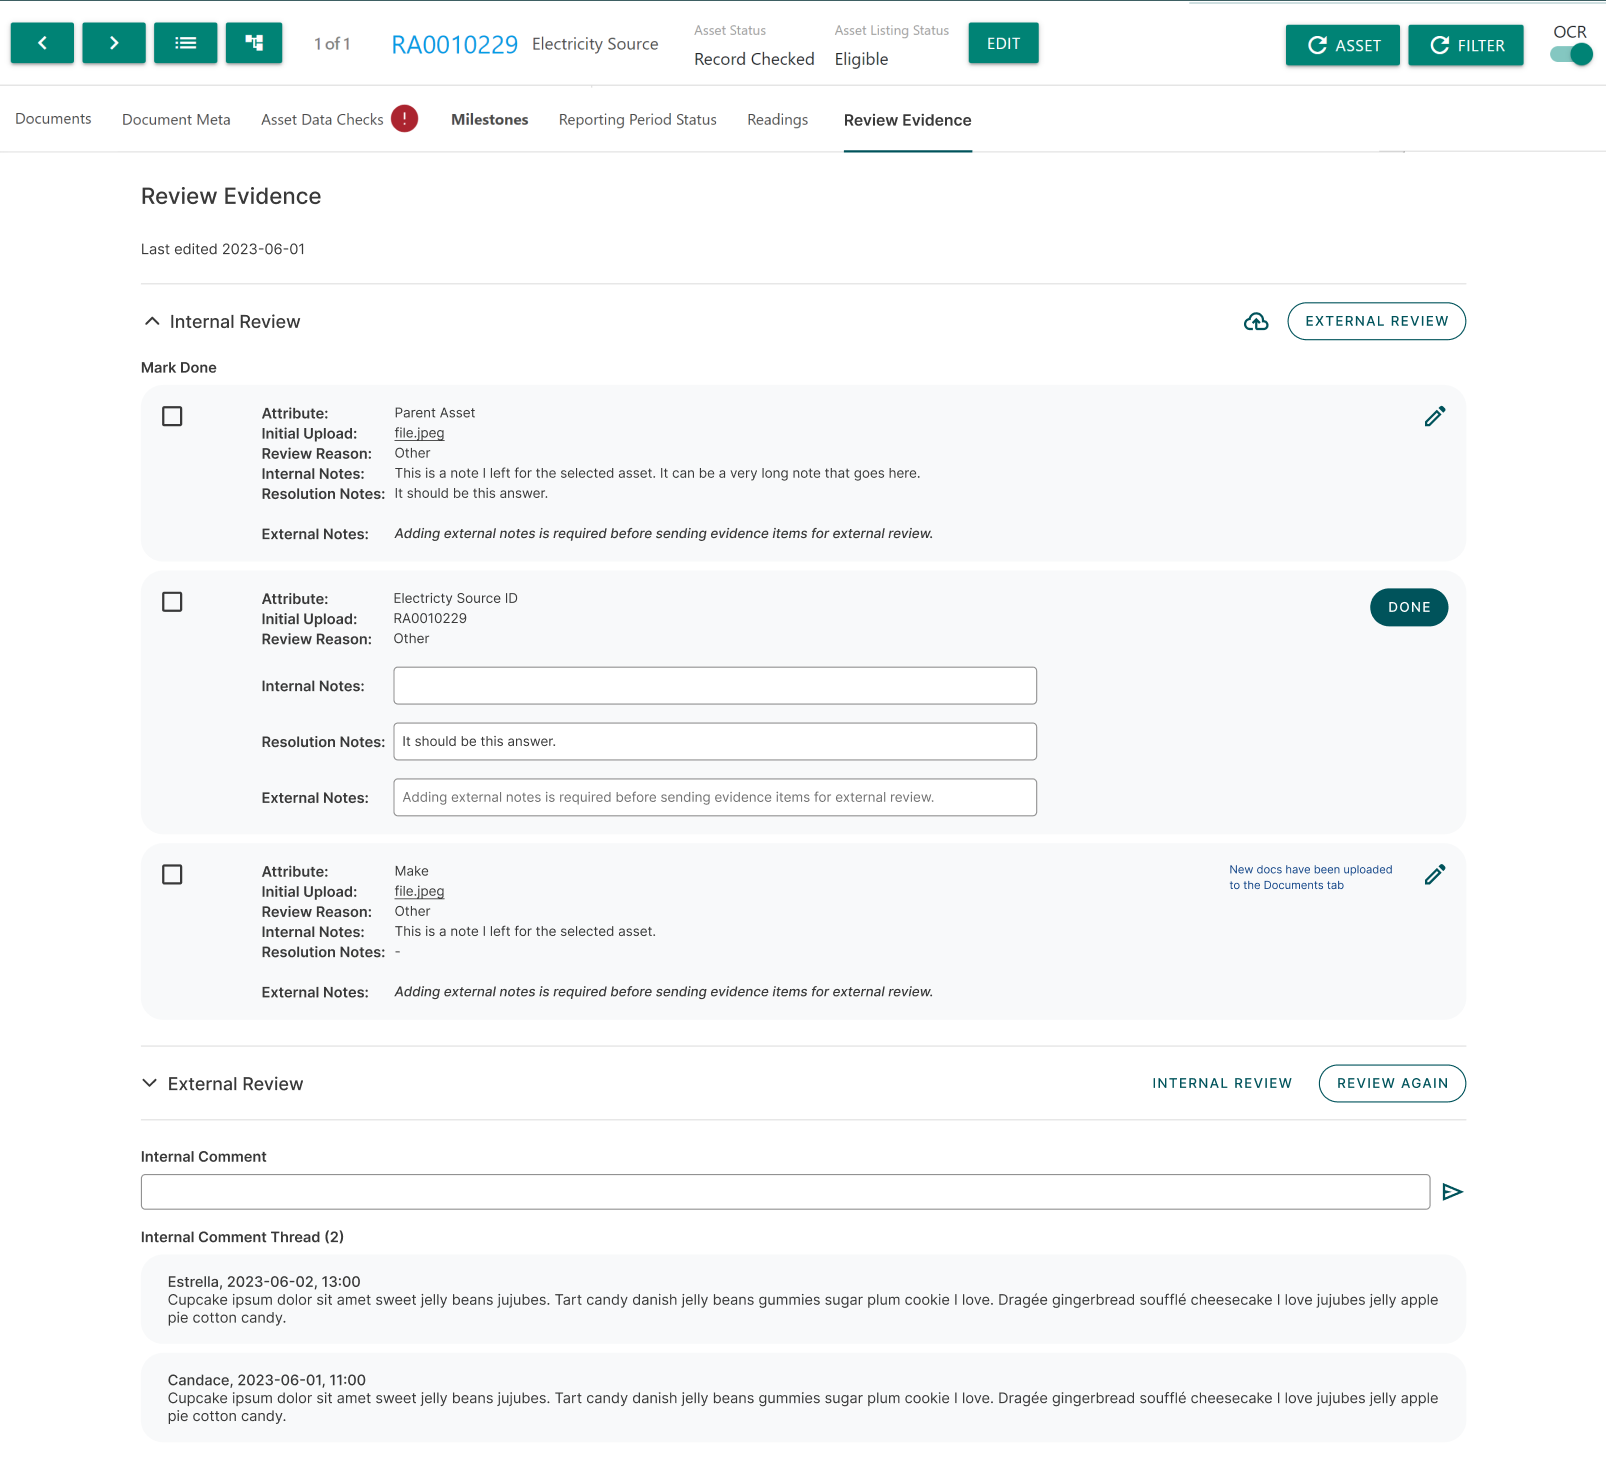 1 of 1
RA0010229
Electricity Source
Asset Status
Record Checked
Asset Listing Status
Eligible
EDIT
ASSET
FILTER
OCR
Documents
Document Meta
Asset Data Checks
!
Milestones
Reporting Period Status
Readings
Review Evidence
Review Evidence
Last edited 2023-06-01
Internal Review
EXTERNAL REVIEW
Mark Done
Attribute: Parent Asset
Initial Upload: file.jpeg
Review Reason: Other
Internal Notes: This is a note I left for the selected asset. It can be a very long note that goes here.
Resolution Notes: It should be this answer.
External Notes: Adding external notes is required before sending evidence items for external review.
Attribute: Electricty Source ID
DONE
Initial Upload: RA0010229
Review Reason: Other
Internal Notes:
Resolution Notes: It should be this answer.
External Notes: Adding external notes is required before sending evidence items for external review.
Attribute: Make
New docs have been uploaded
to the Documents tab
Initial Upload: file.jpeg
Review Reason: Other
Internal Notes: This is a note I left for the selected asset.
Resolution Notes: -
External Notes: Adding external notes is required before sending evidence items for external review.
External Review
INTERNAL REVIEW
REVIEW AGAIN
Internal Comment
Internal Comment Thread (2)
Estrella, 2023-06-02, 13:00
Cupcake ipsum dolor sit amet sweet jelly beans jujubes. Tart candy danish jelly beans gummies sugar plum cookie I love. Dragée gingerbread soufflé cheesecake I love jujubes jelly apple
pie cotton candy.
Candace, 2023-06-01, 11:00
Cupcake ipsum dolor sit amet sweet jelly beans jujubes. Tart candy danish jelly beans gummies sugar plum cookie I love. Dragée gingerbread soufflé cheesecake I love jujubes jelly apple
pie cotton candy.